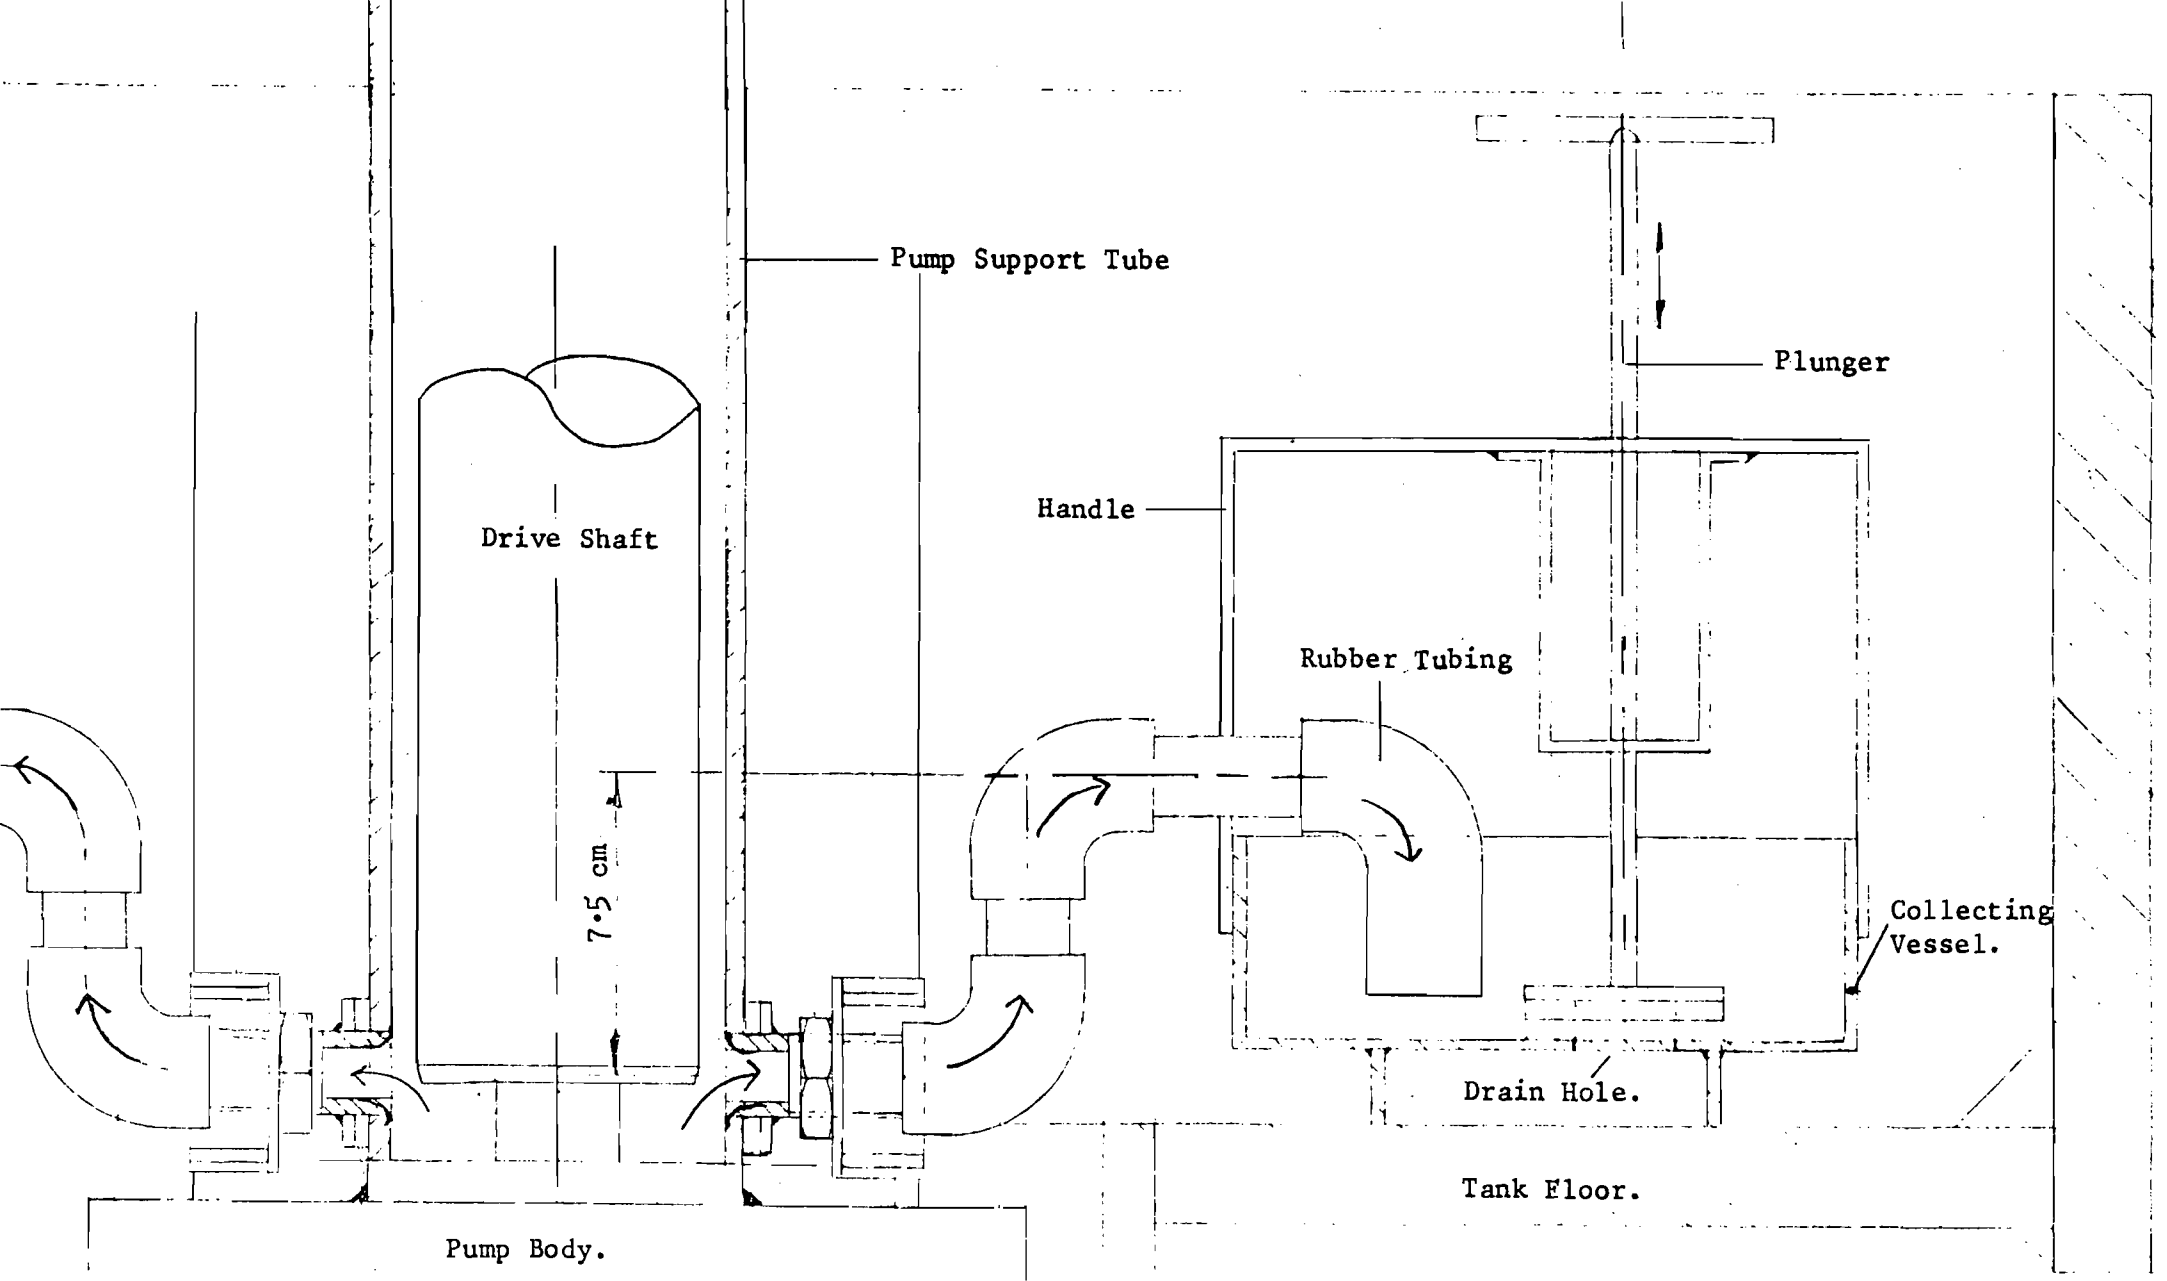 Pump Support Tube
Plunger
Handle
Drive Shaft
Rubber Tubing
7.5 cm
Collecting
Vessel.
Drain Hole.
Tank Floor.
Pump Body.